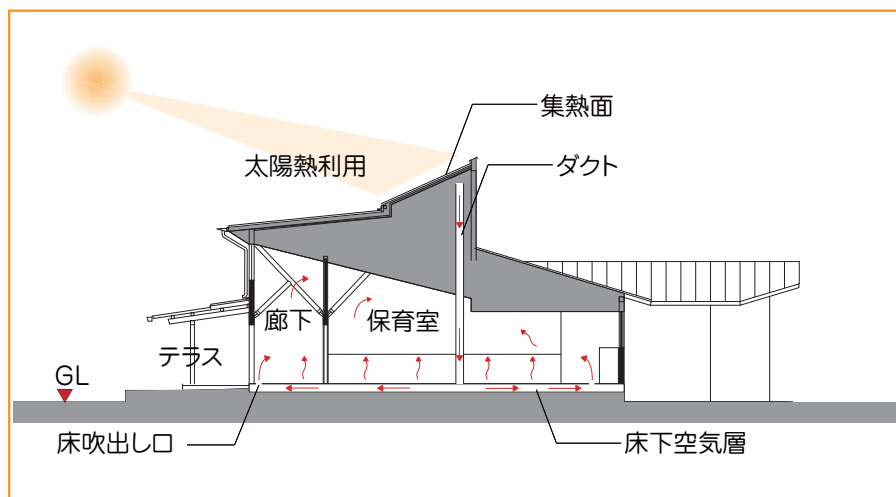 集熱面
太陽熱利用
ダクト
廊下
保育室
テラス
GL
床吹出し口
床下空気層